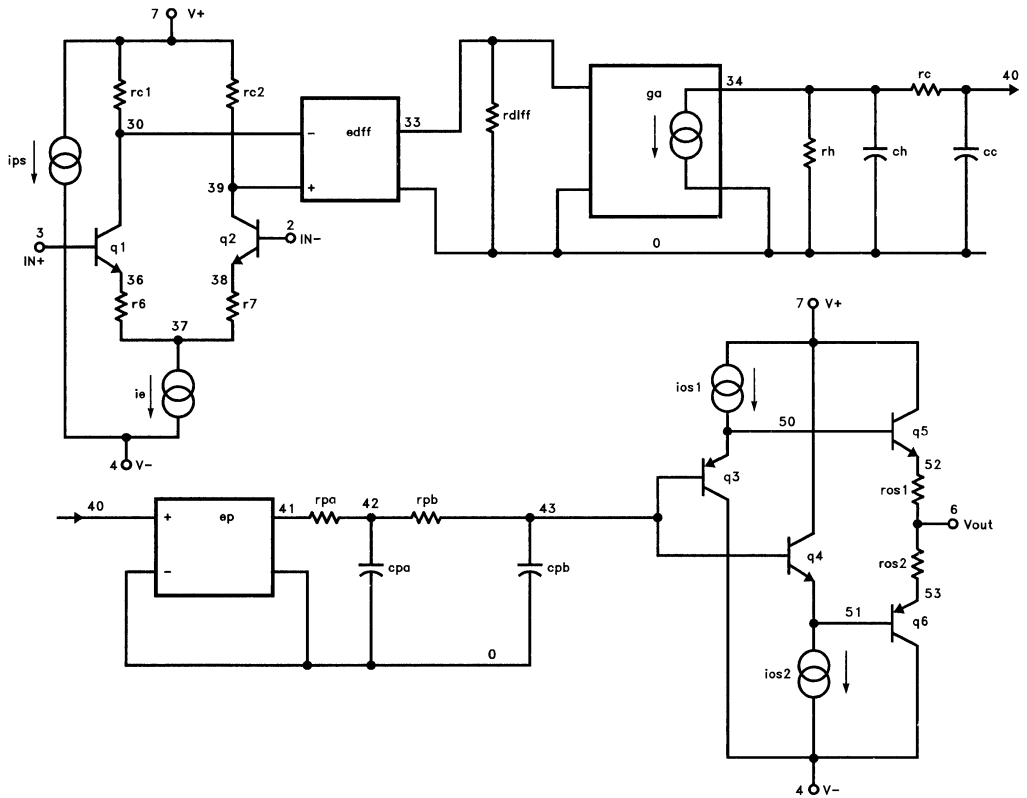 7 V+
rc1
rc2
30
edff
−
+
33
rdiff
ga
34
rc
40
rh
ch
cc
ips
39
3
IN+
q1
q2
2
IN-
36
38
r6
r7
37
0
ie
4 V-
7 V+
ios1
50
q5
q3
52
ros1
6
Vout
40
+
ep
−
41
rpa
42
rpb
43
cpa
cpb
q4
ros2
53
51
q6
0
ios2
4 V-